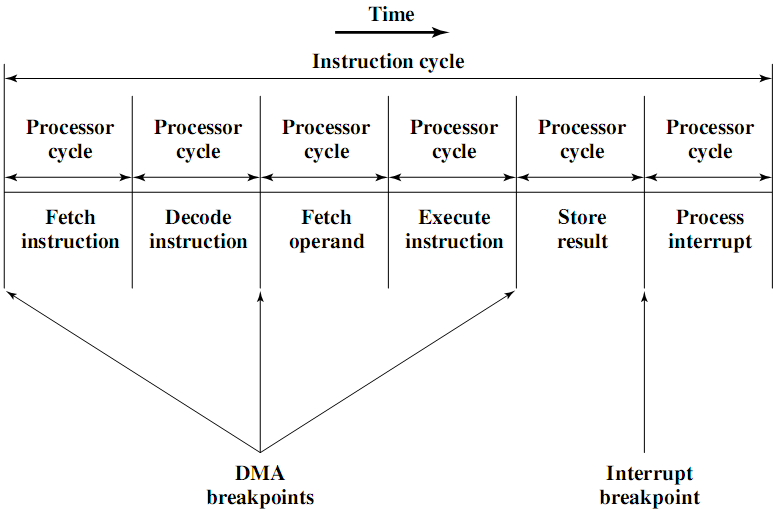 Time
Instruction cycle
Processor cycle
Processor cycle
Processor cycle
Processor cycle
Processor cycle
Processor cycle
Fetch instruction
Decode instruction
Fetch operand
Execute instruction
Store result
Process interrupt
DMA breakpoints
Interrupt breakpoint